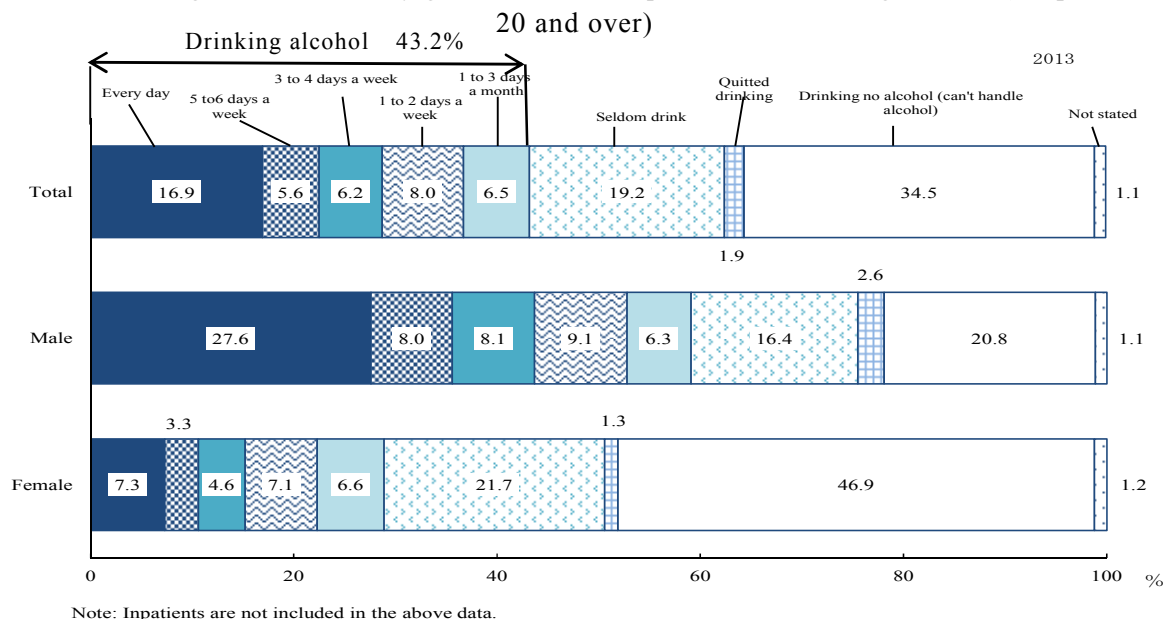 20 and over)
Drinking alcohol 43.2%
2013
Every day
5 to6 days a
week
3 to 4 days a week
1 to 2 days a
week
1 to 3 days
a month
Seldom drink
Quitted
drinking
Drinking no alcohol (can't handle
alcohol)
Not stated
Total
16.9
5.6
6.2
8.0
6.5
19.2
34.5
1.1
1.9
2.6
Male
27.6
8.0
8.1
9.1
6.3
16.4
20.8
1.1
3.3
1.3
Female
7.3
4.6
7.1
6.6
21.7
46.9
1.2
0
20
40
60
80
100
%
Note: Inpatients are not included in the above data.